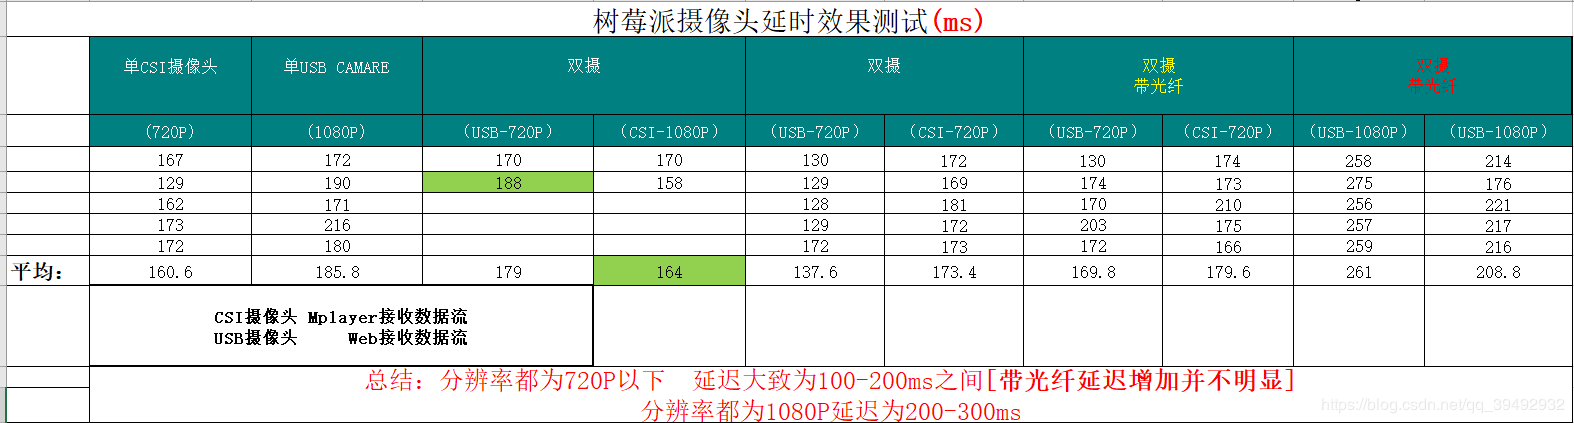 树莓派摄像头延时效果测试(ms)
单CSI摄像头 单USB CAMARE 双摄 双摄 双摄 双摄
带光纤 带光纤
(720P) (1080P) (USB-720P) (CSI-1080P) (USB-720P) (CSI-720P) (USB-720P) (CSI-720P) (USB-1080P) (USB-1080P)
167 172 170 170 130 172 130 174 258 214
129 190 188 158 129 169 174 173 275 176
162 171 128 181 170 210 256 221
173 216 129 172 203 175 257 217
172 180 172 173 172 166 259 216
平均: 160.6 185.8 179 164 137.6 173.4 169.8 179.6 261 208.8
CSI摄像头 Mplayer接收数据流
USB摄像头 Web接收数据流
总结: 分辨率都为720P以下 延迟大致为100-200ms之间[带光纤延迟增加并不明显]
分辨率都为1080P延迟为200-300ms
https://blog.csdn.net/qq_39492932